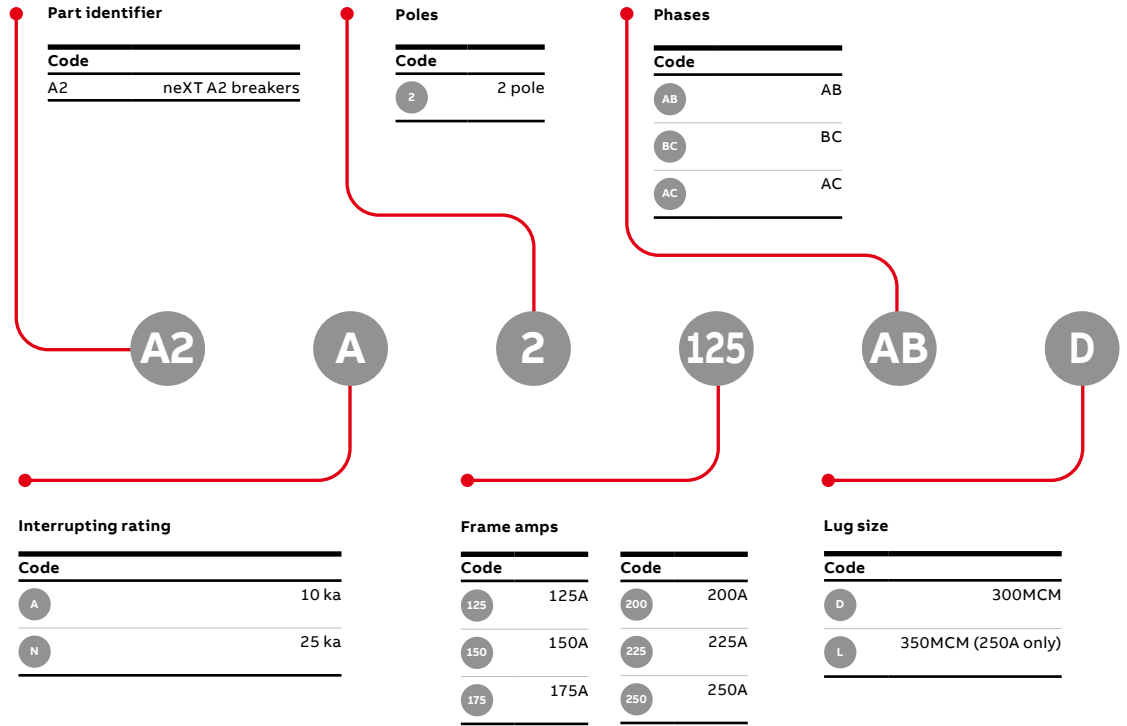 Part identifier
Code
A2 neXT A2 breakers
Poles
Code
2 2 pole
Phases
Code
AB AB
BC BC
AC AC
A2 A 2 125 AB D
Interrupting rating
Code
A 10 ka
N 25 ka
Frame amps
Code
125 125A
150 150A
175 175A
Code
200 200A
225 225A
250 250A
Lug size
Code
D 300MCM
L 350MCM (250A only)